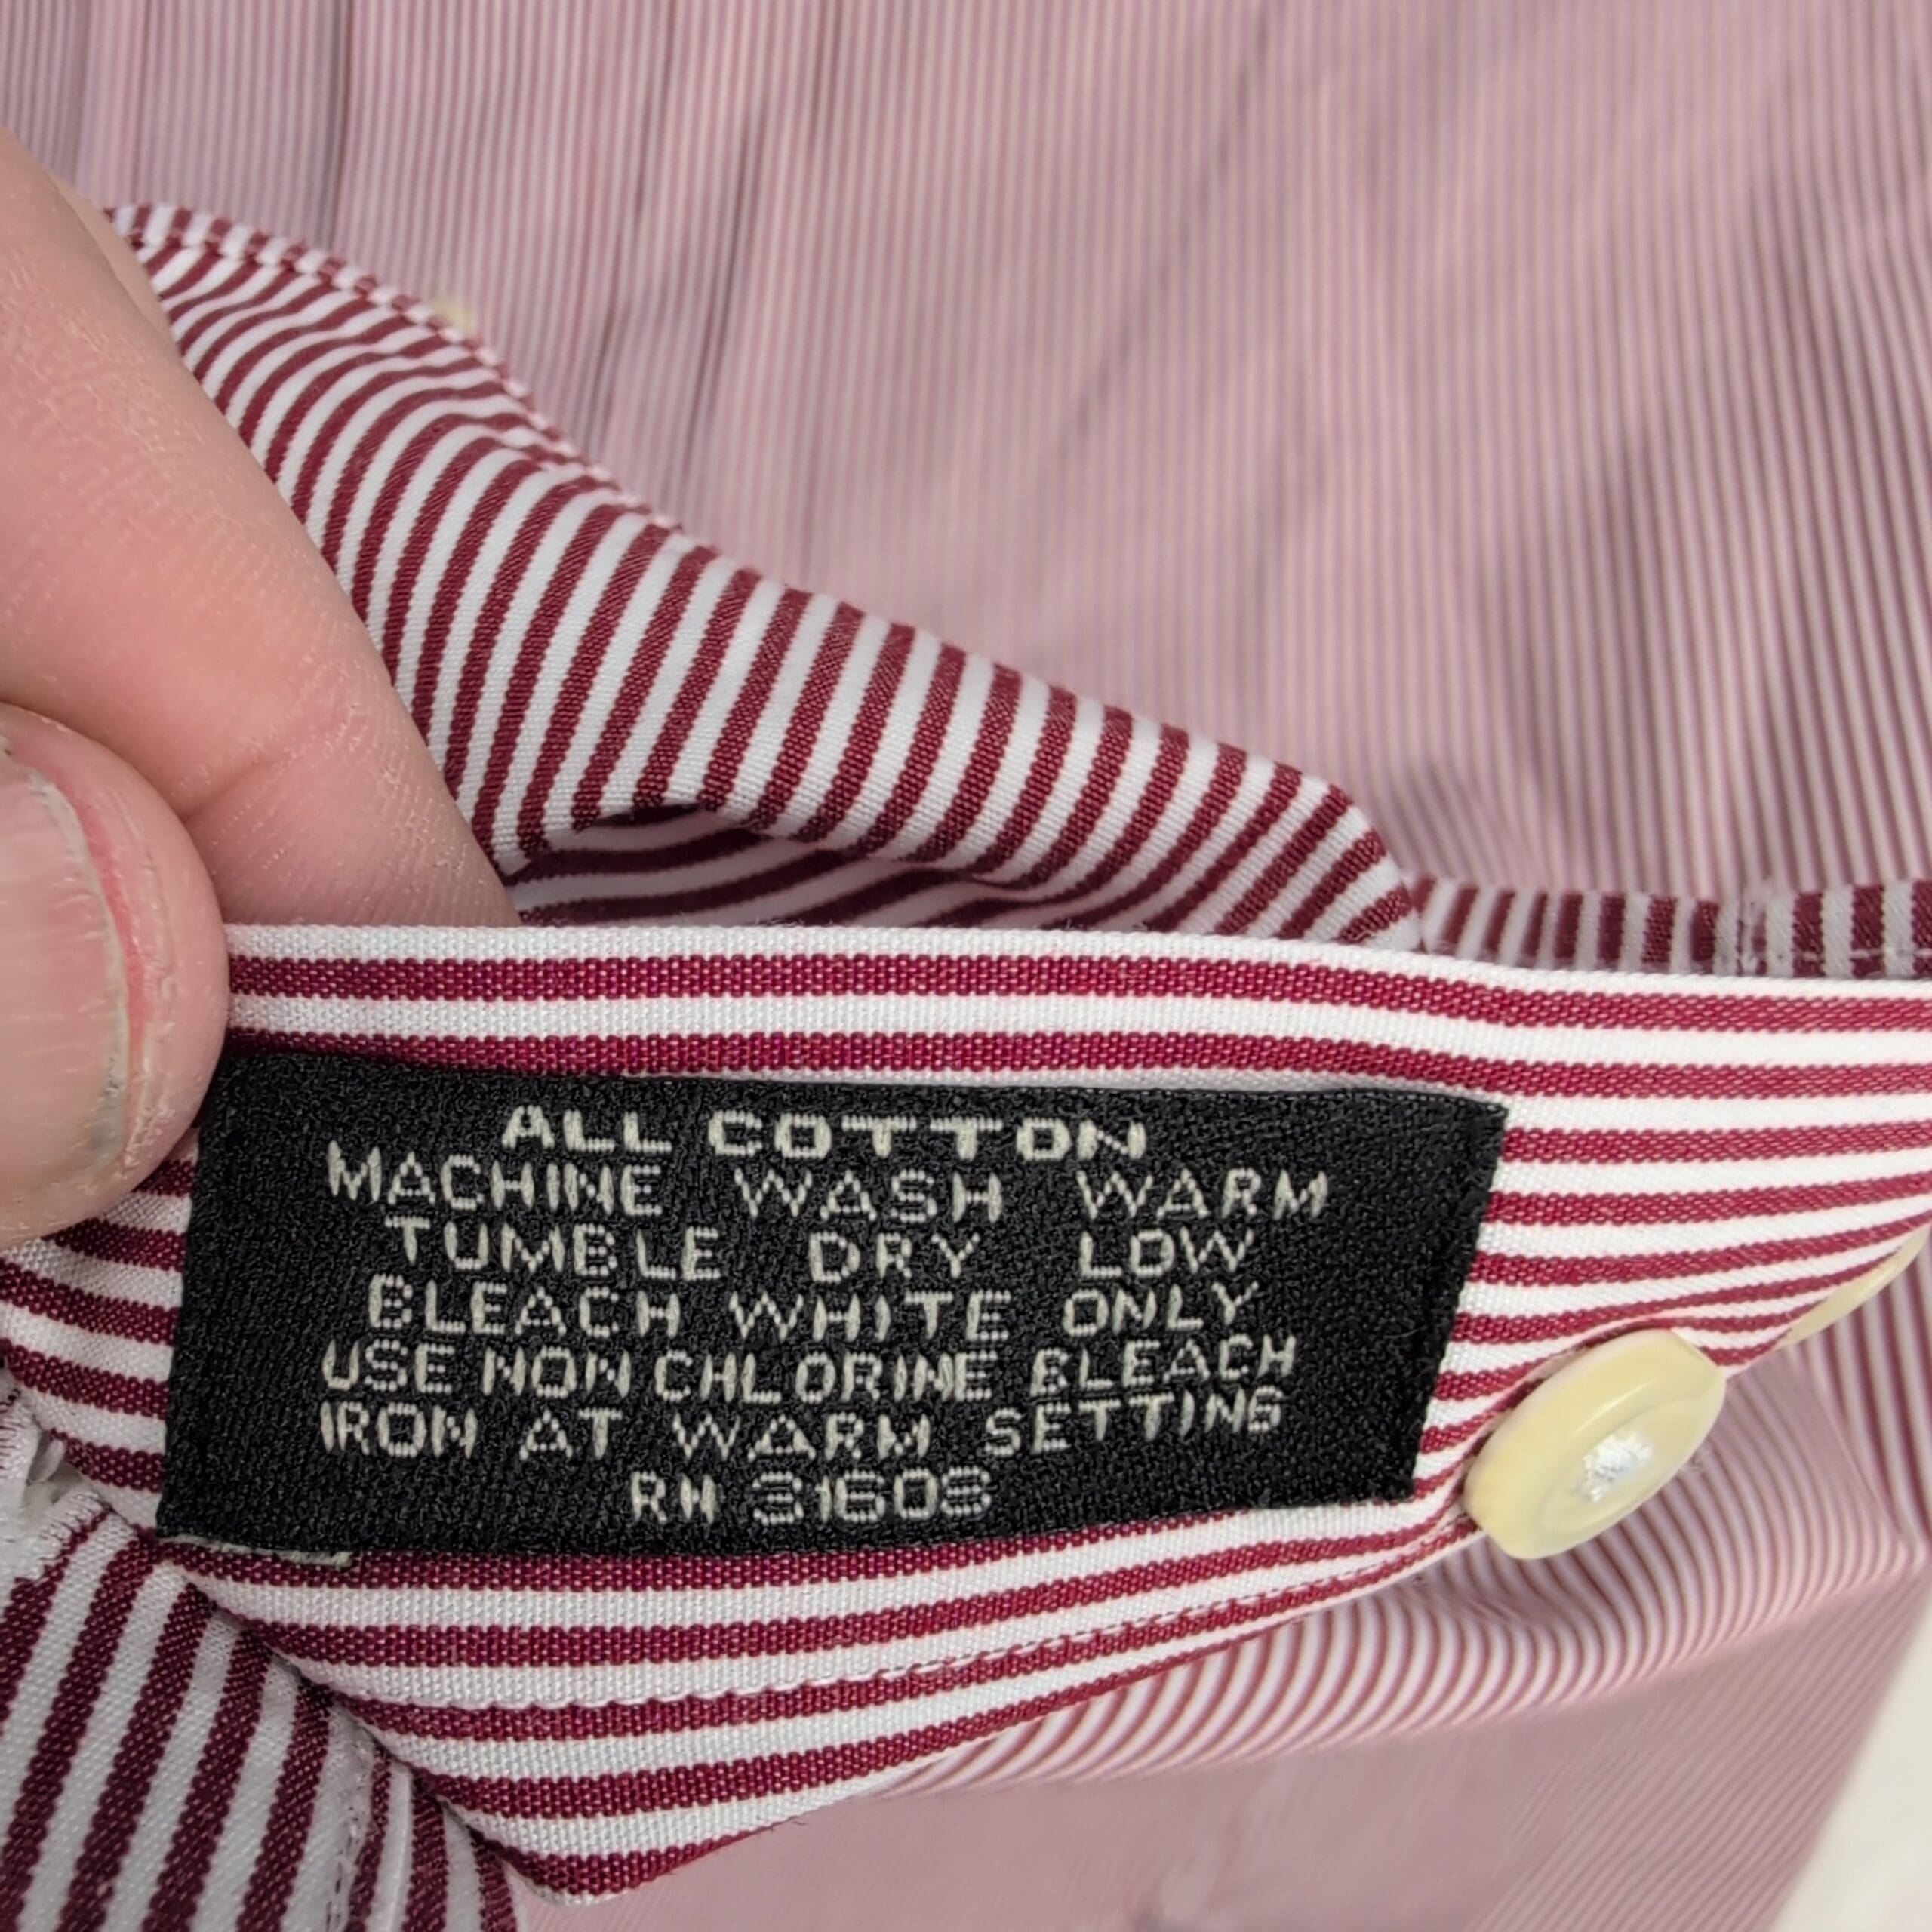 ALL COTTON
MACHINE WASH WARM
TUMBLE DRY LOW
BLEACH WHITE ONLY
USE NON CHLORINE BLEACH
IRON AT WARM SETTING
RN 31603